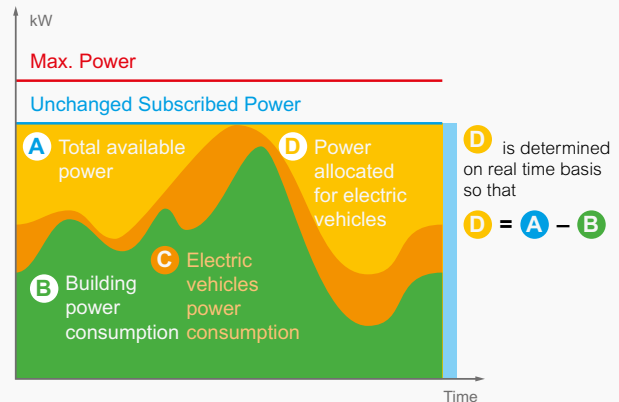 kW
Max. Power
Unchanged Subscribed Power
A Total available
power
D Power
allocated
for electric
vehicles
C Electric
vehicles
power
consumption
B Building
power
consumption
D is determined
on real time basis
so that
D = A – B
Time